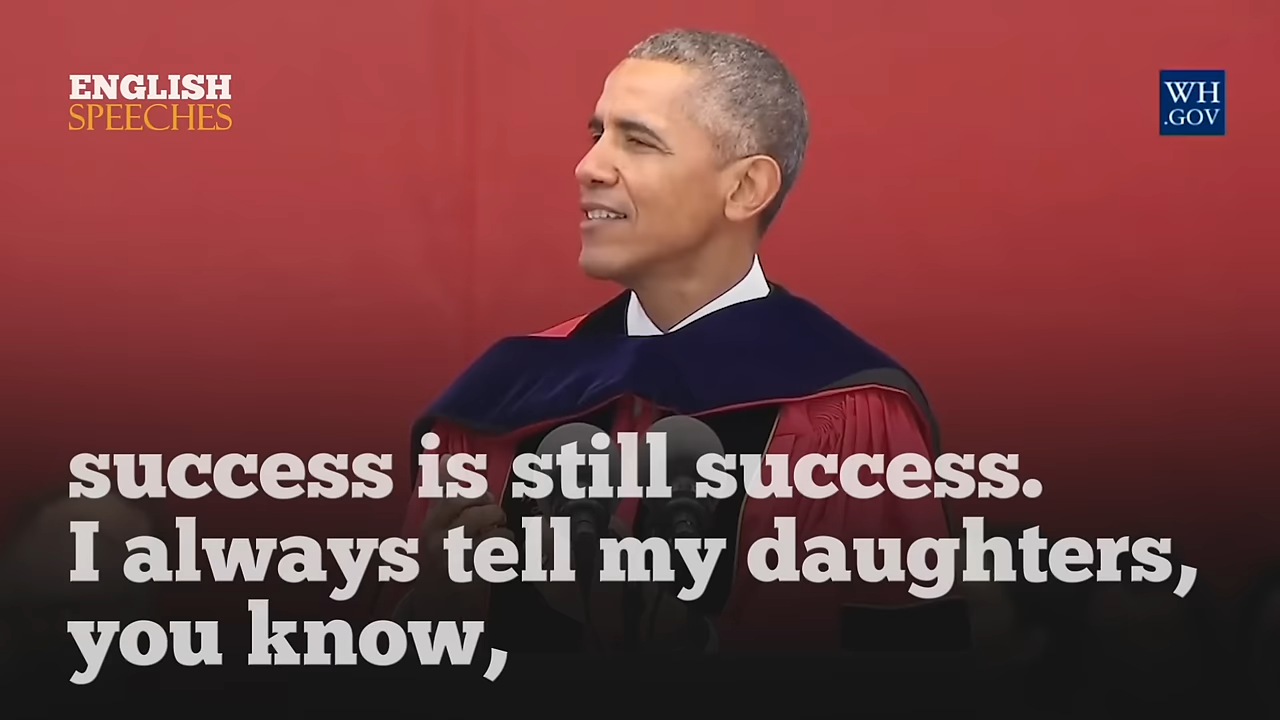 ENGLISH
SPEECHES
WH
.GOV
success is still success.
I always tell my daughters,
you know,